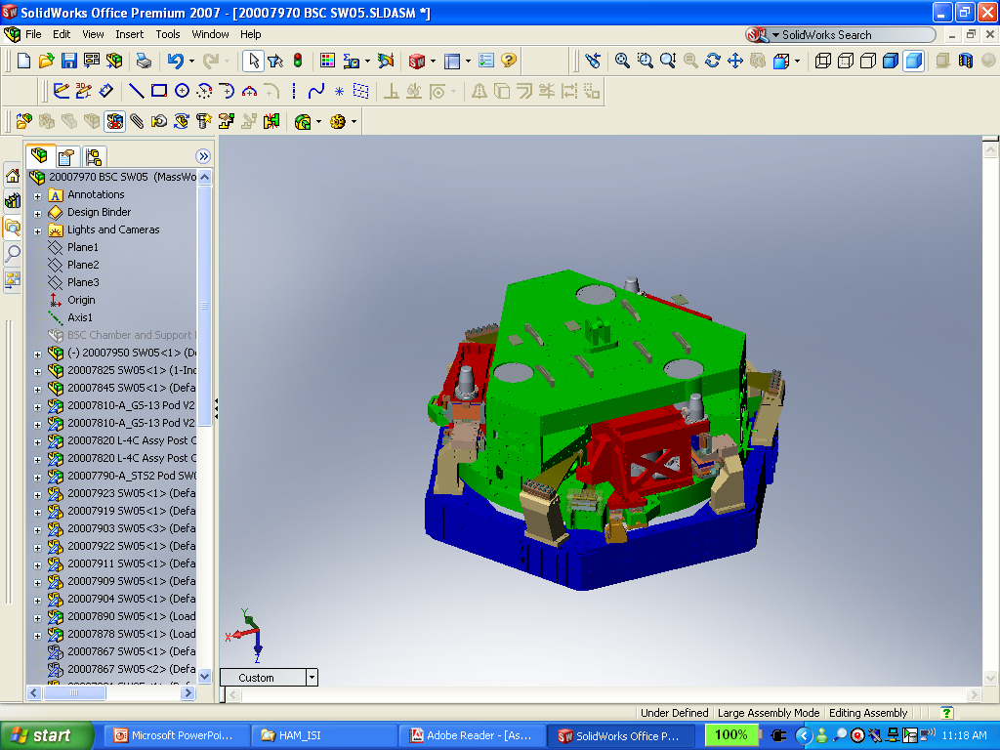 SolidWorks Office Premium 2007 - [20007970 BSC SW05.SLDASM *]
File Edit View Insert Tools Window Help
SolidWorks Search
20007970 BSC SW05 (MassWo
Annotations
Design Binder
Lights and Cameras
Plane1
Plane2
Plane3
Origin
Axis1
BSC Chamber and Support
(-) 20007950 SW05<1> (D
20007825 SW05<1> (1-Inc
20007845 SW05<1> (Defa
20007810-A_GS-13 Pod V2
20007810-A_GS-13 Pod V2
20007820 L-4C Assy Post C
20007820 L-4C Assy Post C
20007790-A_STS2 Pod SW0
20007923 SW05<1> (Defa
20007919 SW05<1> (Defa
20007903 SW05<3> (Defa
20007922 SW05<1> (Defa
20007911 SW05<1> (Defa
20007909 SW05<1> (Defa
20007904 SW05<1> (Defa
20007890 SW05<1> (Load
20007878 SW05<1> (Load
20007867 SW05<1> (Defa
20007867 SW05<2> (Defa
Y
X
Z
Custom
Under Defined Large Assembly Mode Editing Assembly
start Microsoft PowerPoi... HAM_ISI Adobe Reader - [As... SolidWorks Office P... 100% 11:18 AM